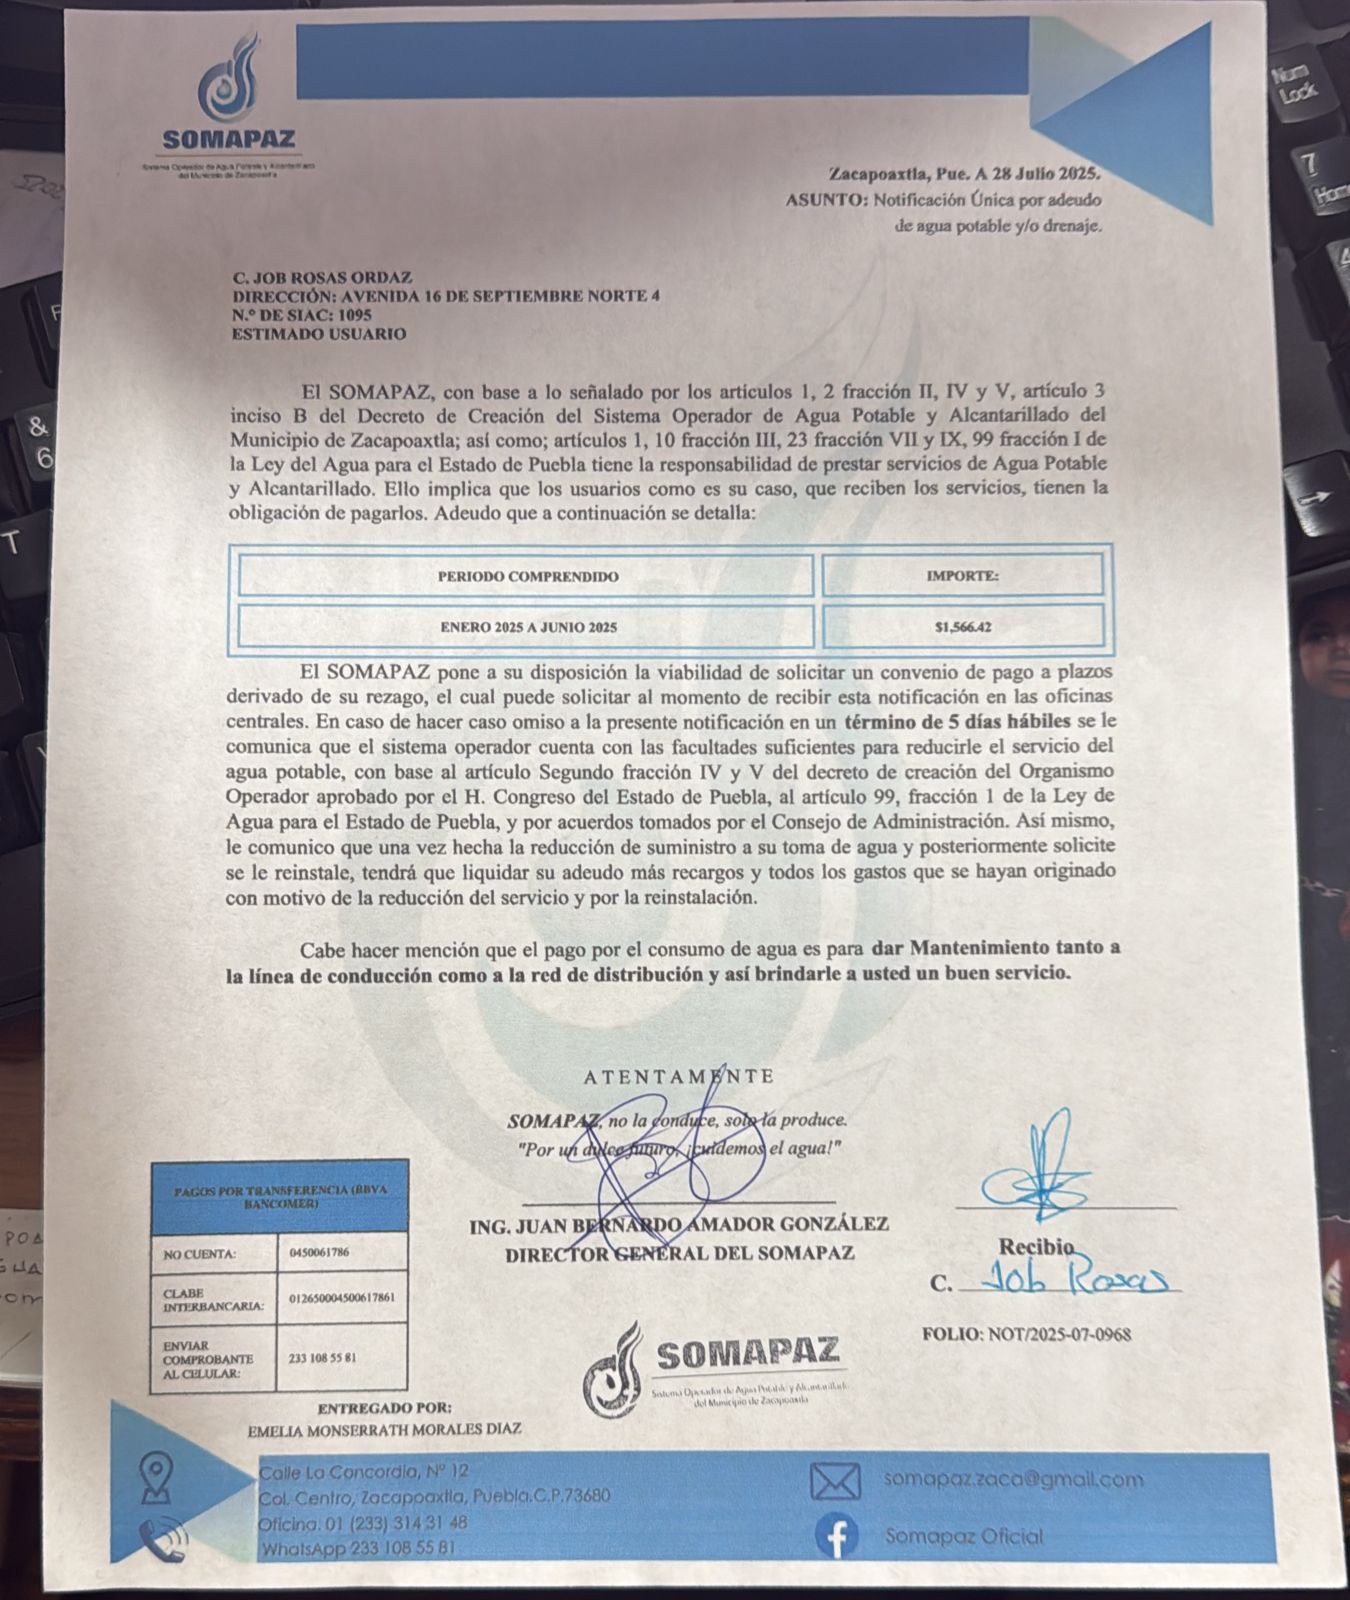 SOMAPAZ
Sistema Operador de Agua Potable y Alcantarillado
del Municipio de Zacapoaxtla
Zacapoaxtla, Pue. A 28 Julio 2025.
ASUNTO: Notificación Única por adeudo
de agua potable y/o drenaje.
C. JOB ROSAS ORDAZ
DIRECCIÓN: AVENIDA 16 DE SEPTIEMBRE NORTE 4
N.º DE SIAC: 1095
ESTIMADO USUARIO
El SOMAPAZ, con base a lo señalado por los artículos 1, 2 fracción II, IV y V, artículo 3
inciso B del Decreto de Creación del Sistema Operador de Agua Potable y Alcantarillado del
Municipio de Zacapoaxtla; así como; artículos 1, 10 fracción III, 23 fracción VII y IX, 99 fracción I de
la Ley del Agua para el Estado de Puebla tiene la responsabilidad de prestar servicios de Agua Potable
y Alcantarillado. Ello implica que los usuarios como es su caso, que reciben los servicios, tienen la
obligación de pagarlos. Adeudo que a continuación se detalla:
PERIODO COMPRENDIDO IMPORTE:
ENERO 2025 A JUNIO 2025 $1,566.42
El SOMAPAZ pone a su disposición la viabilidad de solicitar un convenio de pago a plazos
derivado de su rezago, el cual puede solicitar al momento de recibir esta notificación en las oficinas
centrales. En caso de hacer caso omiso a la presente notificación en un término de 5 días hábiles se le
comunica que el sistema operador cuenta con las facultades suficientes para reducirle el servicio del
agua potable, con base al artículo Segundo fracción IV y V del decreto de creación del Organismo
Operador aprobado por el H. Congreso del Estado de Puebla, al artículo 99, fracción 1 de la Ley de
Agua para el Estado de Puebla, y por acuerdos tomados por el Consejo de Administración. Así mismo,
le comunico que una vez hecha la reducción de suministro a su toma de agua y posteriormente solicite
se le reinstale, tendrá que liquidar su adeudo más recargos y todos los gastos que se hayan originado
con motivo de la reducción del servicio y por la reinstalación.
Cabe hacer mención que el pago por el consumo de agua es para dar Mantenimiento tanto a
la línea de conducción como a la red de distribución y así brindarle a usted un buen servicio.
ATENTAMENTE
SOMAPAZ, no la conduce, solo la produce.
"Por un dulce futuro, ¡cuidemos el agua!"
ING. JUAN BERNARDO AMADOR GONZÁLEZ
DIRECTOR GENERAL DEL SOMAPAZ
Recibio
C. Job Rosas
FOLIO: NOT/2025-07-0968
PAGOS POR TRANSFERENCIA (BBVA
BANCOMER)
NO CUENTA: 0450061786
CLABE
INTERBANCARIA: 012650004500617861
ENVIAR
COMPROBANTE
AL CELULAR: 233 108 55 81
SOMAPAZ
Sistema Operador de Agua Potable y Alcantarillado
del Municipio de Zacapoaxtla
ENTREGADO POR:
EMELIA MONSERRATH MORALES DIAZ
Calle La Concordia, Nº 12
Col. Centro, Zacapoaxtla, Puebla.C.P.73680
Oficina. 01 (233) 314 31 48
WhatsApp 233 108 55 81
somapaz.zaca@gmail.com
Somapaz Oficial
Num
Lock
7
Home
&
6
T